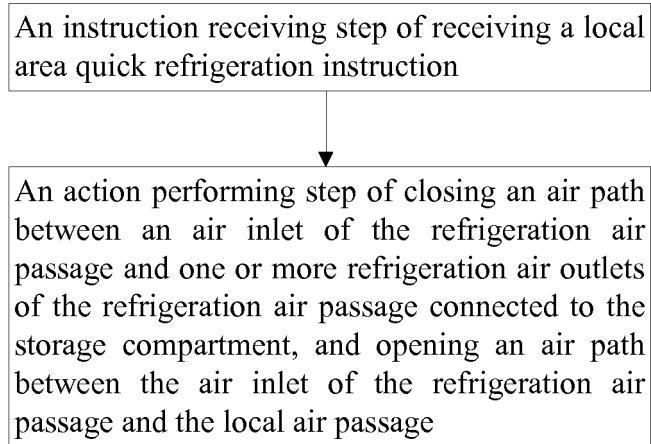 An instruction receiving step of receiving a local
area quick refrigeration instruction
An action performing step of closing an air path
between an air inlet of the refrigeration air
passage and one or more refrigeration air outlets
of the refrigeration air passage connected to the
storage compartment, and opening an air path
between the air inlet of the refrigeration air
passage and the local air passage